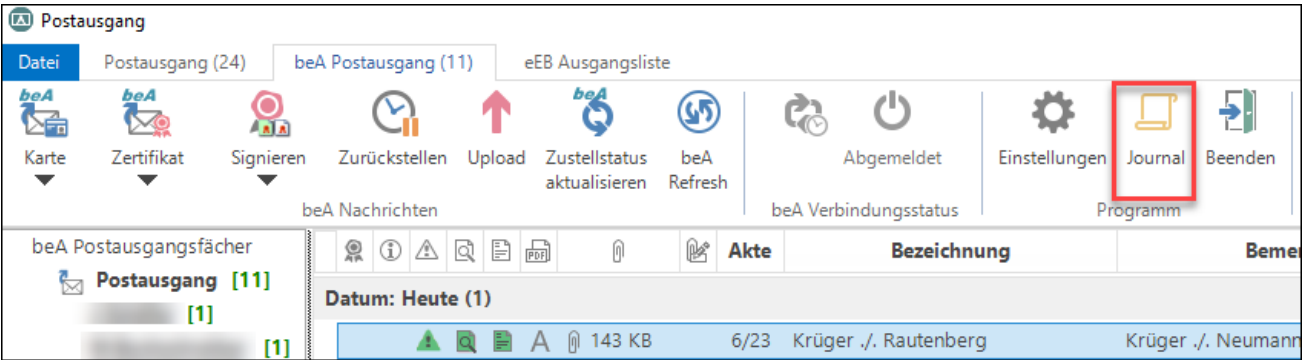 Postausgang
Datei Postausgang (24) beA Postausgang (11) eEB Ausgangsliste
beA beA beA
Karte Zertifikat Signieren Zurückstellen Upload Zustellstatus aktualisieren beA Refresh Abgemeldet Einstellungen Journal Beenden
beA Nachrichten beA Verbindungsstatus Programm
beA Postausgangsfächer PDF Akte Bezeichnung Bemer
Postausgang [11] Datum: Heute (1)
[1]
[1] A 143 KB 6/23 Krüger ./. Rautenberg Krüger ./. Neumann